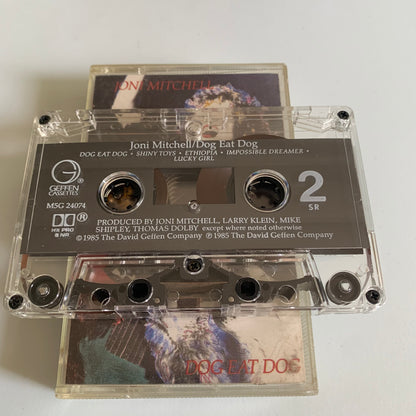 JONI MITCHELL
Joni Mitchell/Dog Eat Dog
DOG EAT DOG • SHINY TOYS • ETHIOPIA • IMPOSSIBLE DREAMER •
LUCKY GIRL
G
GEFFEN
CASSETTES
M5G 24074
2
SR
HX PRO
B NR
PRODUCED BY JONI MITCHELL, LARRY KLEIN, MIKE
SHIPLEY, THOMAS DOLBY except where noted otherwise
©1985 The David Geffen Company ℗1985 The David Geffen Company
DOG EAT DOG